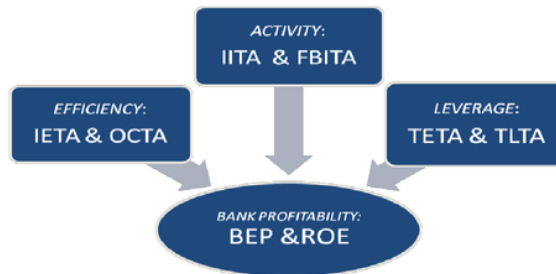 ACTIVITY:
IITA & FBITA
EFFICIENCY:
IETA & OCTA
LEVERAGE:
TETA & TLTA
BANK PROFITABILITY:
BEP &ROE